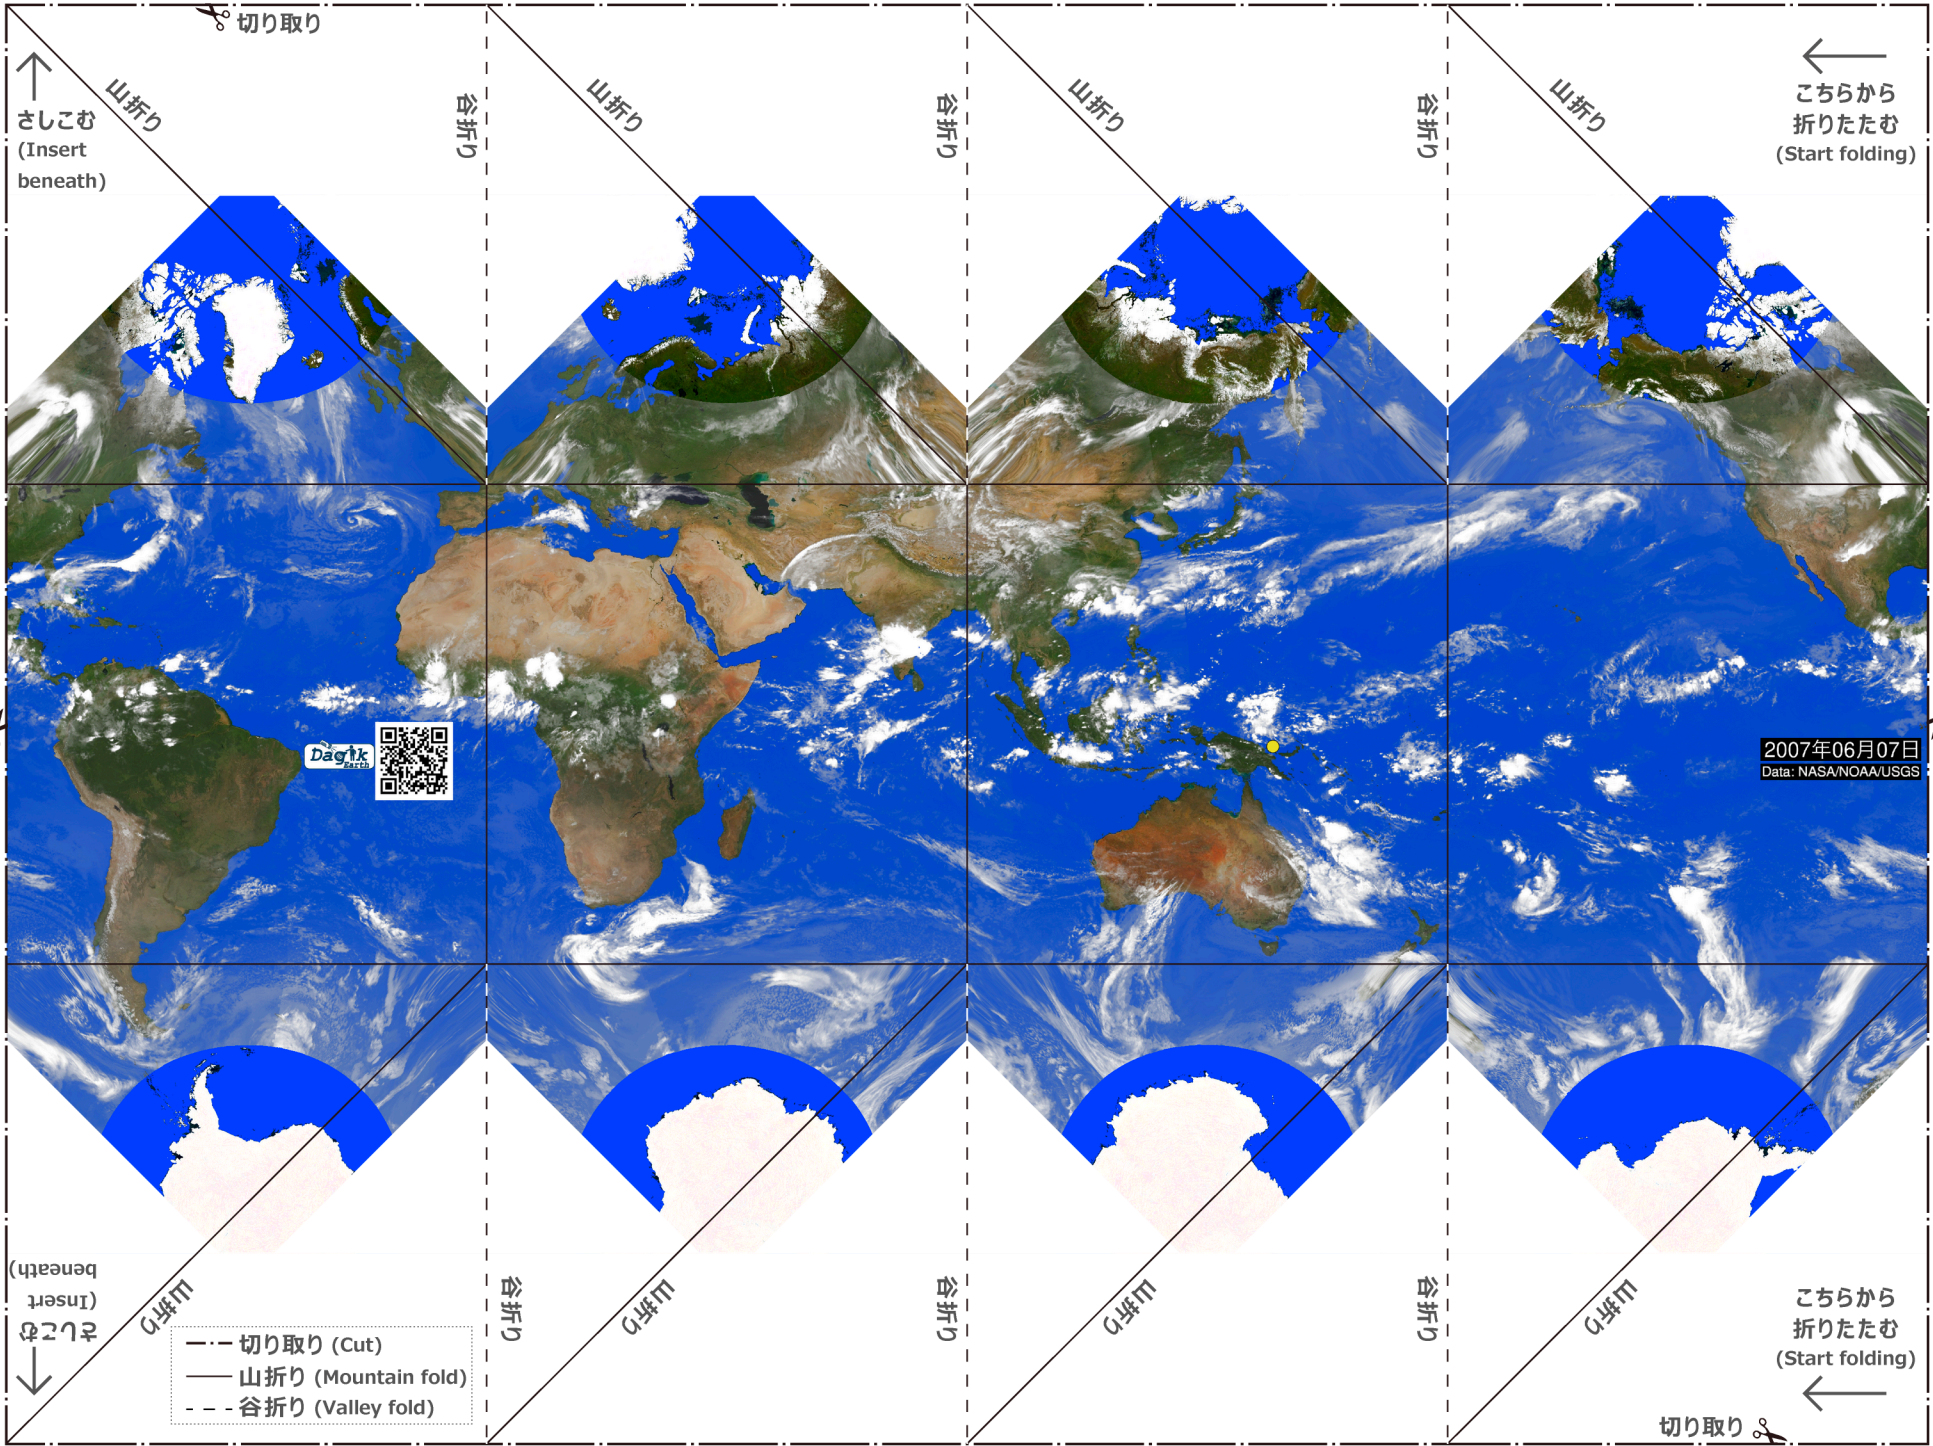 切り取り
山折り
谷折り
山折り
谷折り
山折り
谷折り
山折り
さしこむ
(Insert
beneath)
こちらから
折りたたむ
(Start folding)
Dagik
Earth
2007年06月07日
Data: NASA/NOAA/USGS
さしこむ
(Insert
beneath)
山折り
谷折り
山折り
谷折り
山折り
谷折り
山折り
こちらから
折りたたむ
(Start folding)
切り取り (Cut)
山折り (Mountain fold)
谷折り (Valley fold)
切り取り